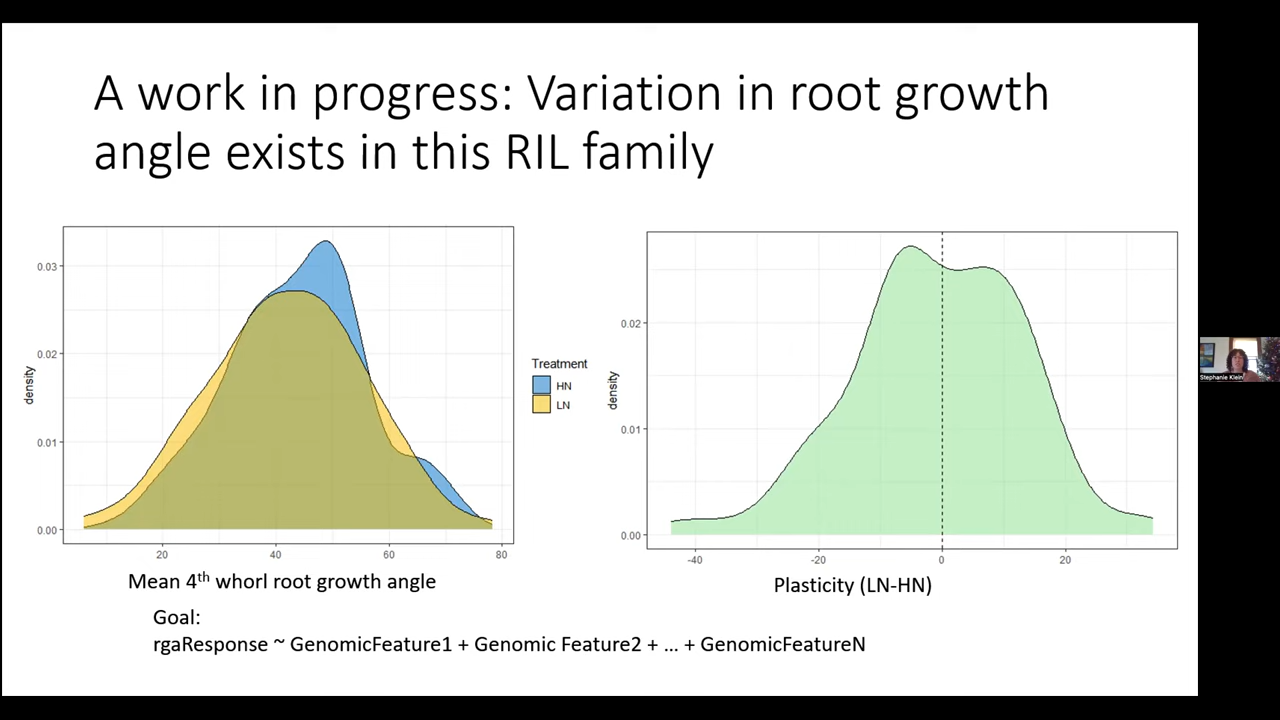 A work in progress: Variation in root growth
angle exists in this RIL family
density
0.03
0.02
0.01
0.00
20 40 60 80
Mean 4th whorl root growth angle
Treatment
HN
LN
density
0.02
0.01
0.00
-40 -20 0 20
Plasticity (LN-HN)
Goal:
rgaResponse ~ GenomicFeature1 + Genomic Feature2 + ... + GenomicFeatureN
Stephanie Klein